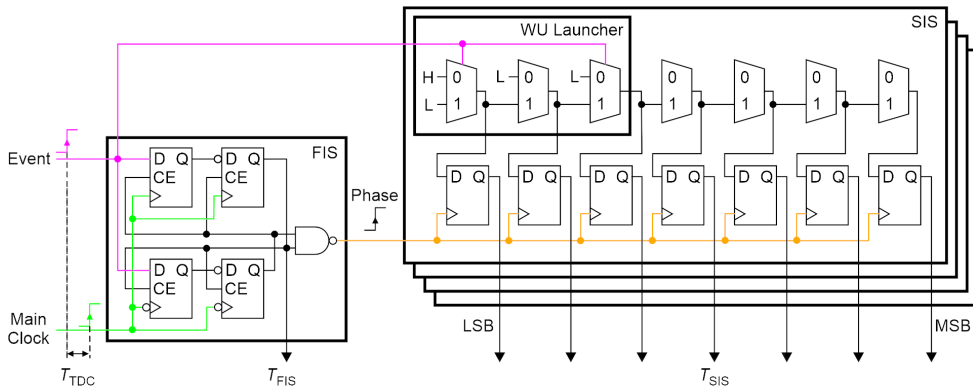 SIS
WU Launcher
H 0 L 0 L 0 0 0 0 0
L 1 1 1 1 1 1 1
Event
FIS
D Q D Q
CE CE
Phase
D Q D Q D Q D Q D Q D Q D Q
D Q D Q
CE CE
Main
Clock
LSB
MSB
T_TDC
T_FIS
T_SIS